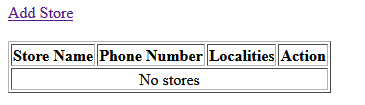 Add Store
Store Name Phone Number Localities Action
No stores